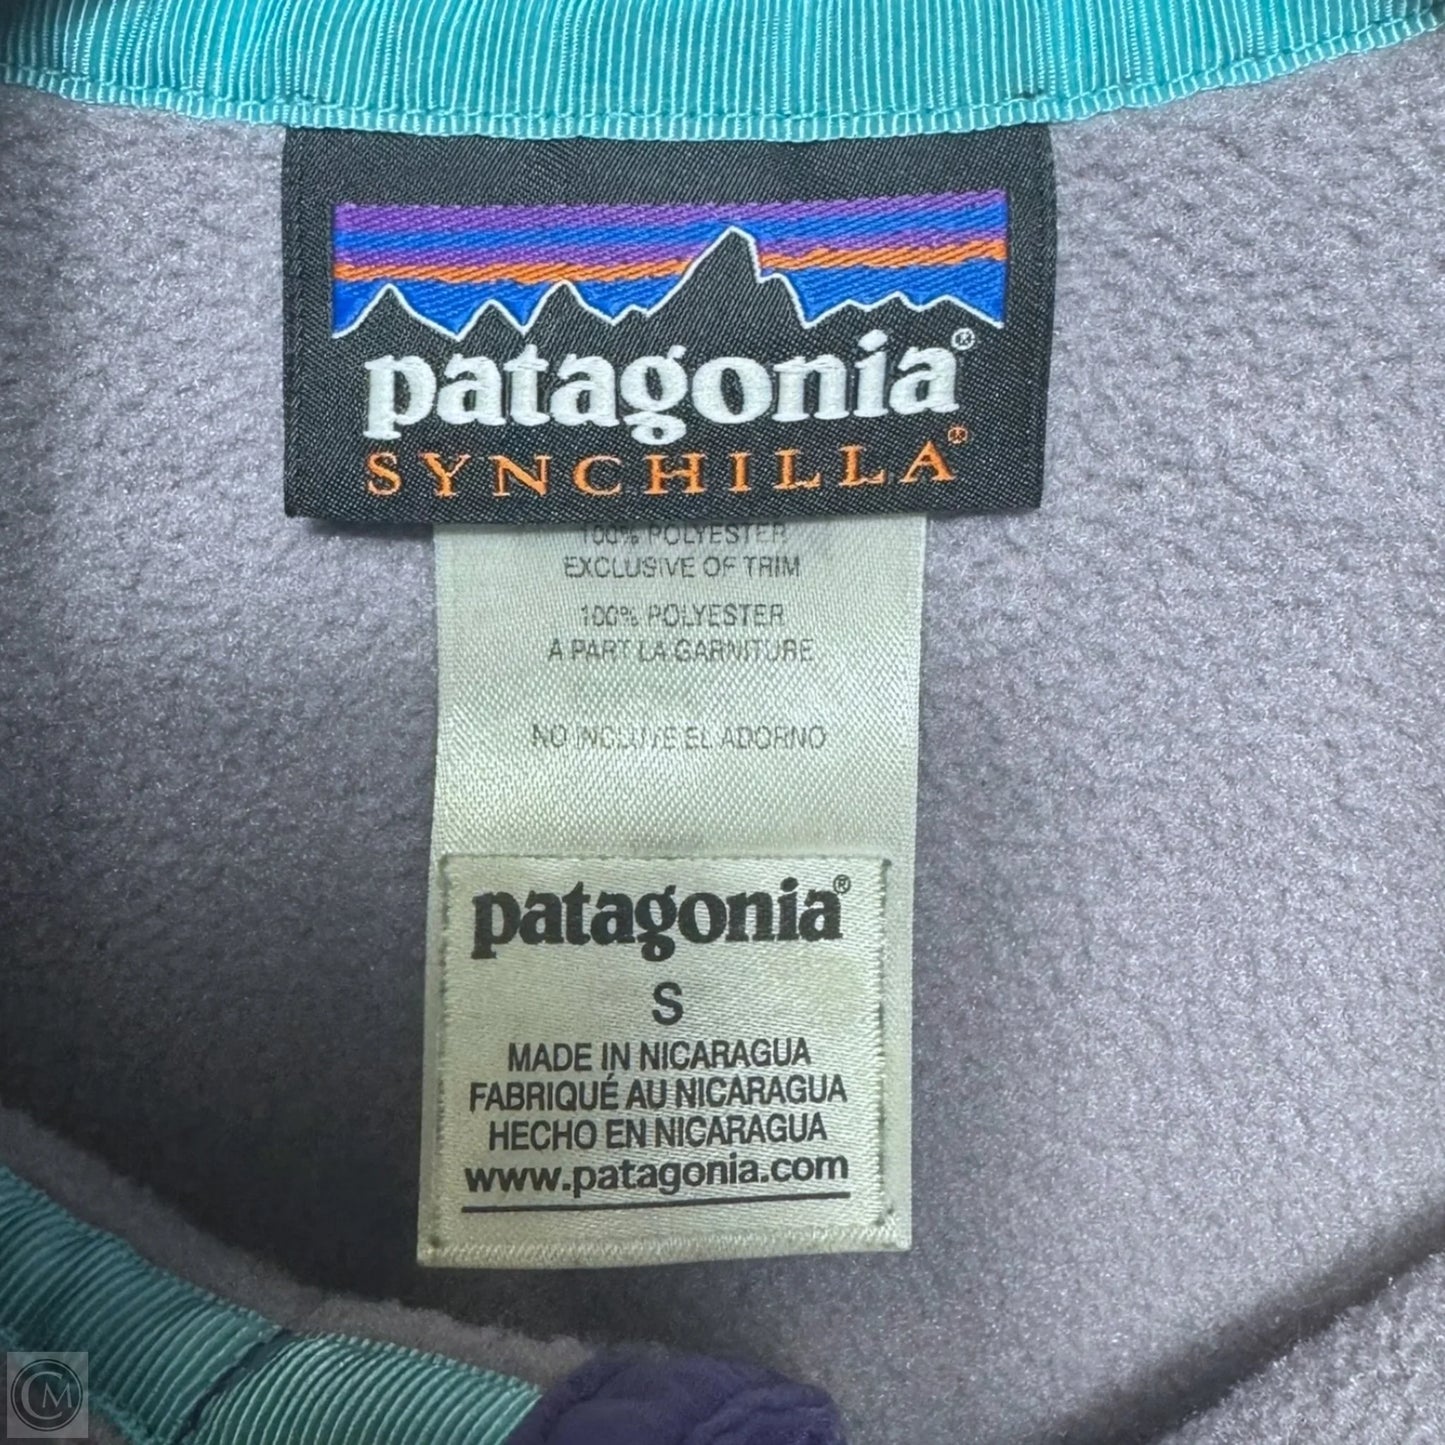 patagonia®
SYNCHILLA®
100% POLYESTER
EXCLUSIVE OF TRIM
100% POLYESTER
À PART LA GARNITURE
NO INCLUYE EL ADORNO
patagonia®
S
MADE IN NICARAGUA
FABRIQUÉ AU NICARAGUA
HECHO EN NICARAGUA
www.patagonia.com
CM